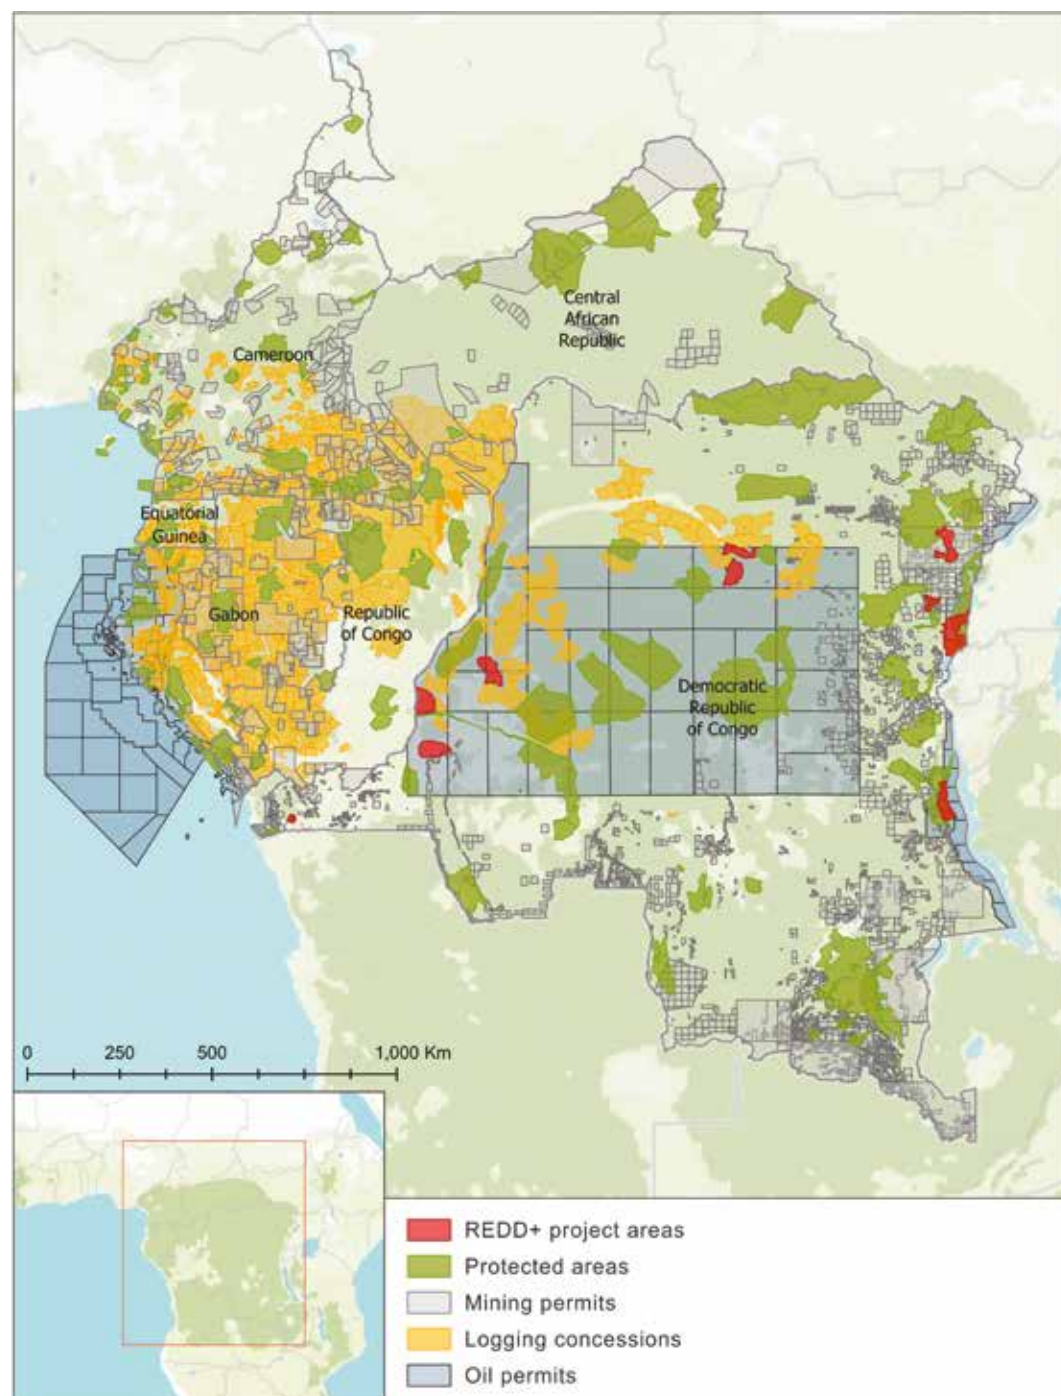 Central
African
Republic
Cameroon
Equatorial
Guinea
Gabon
Republic
of Congo
Democratic
Republic
of Congo
0 250 500 1,000 Km
REDD+ project areas
Protected areas
Mining permits
Logging concessions
Oil permits